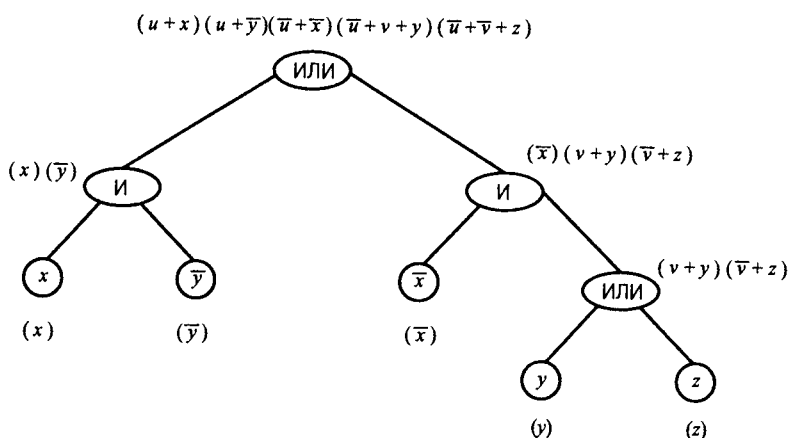 (u+x)(u+y̅)(u̅+x̅)(u̅+v+y)(u̅+v̅+z)
ИЛИ
(x)(y̅)
И
(x̅)(v+y)(v̅+z)
И
x
y̅
x̅
ИЛИ
(v+y)(v̅+z)
(x)
(y̅)
(x̅)
y
z
(y)
(z)